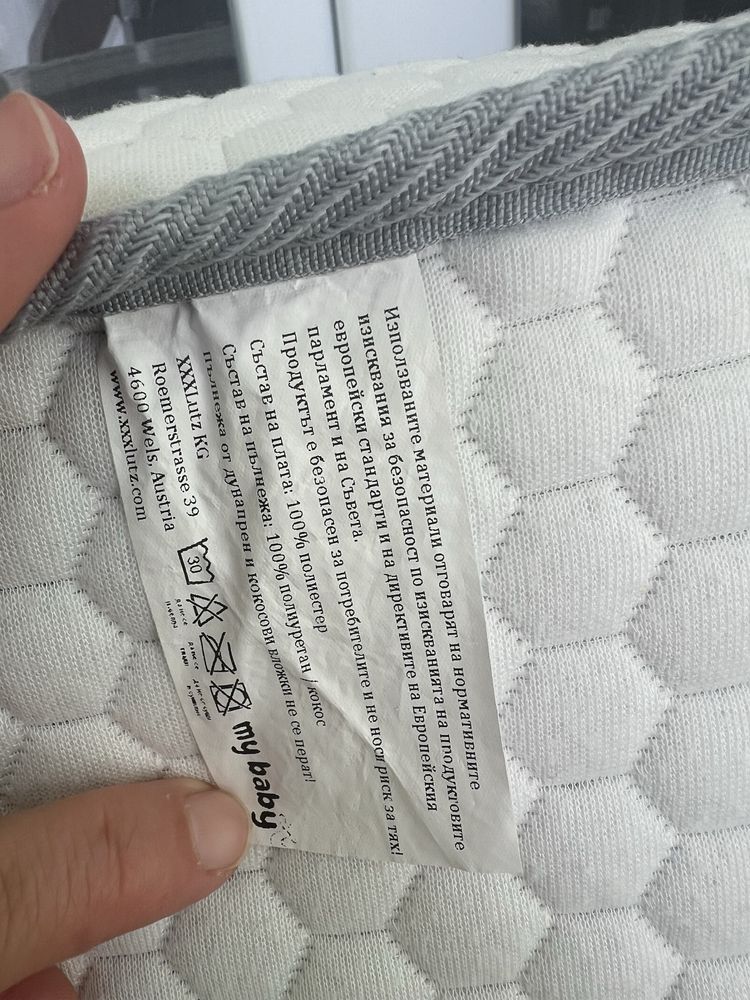 Използваните материали отговарят на нормативните
изисквания за безопасност по изискванията на продуктовите
европейски стандарти и на директивите на Европейския
парламент и на Съвета.
Продуктът е безопасен за потребителите и не носи риск за тях!
Състав на плата: 100% полиестер
Състав на пълнежа: 100% полиуретан / кокос
пълнежа от дунапрен и кокосови вложки не се перат!
XXXLutz KG
Roemerstrasse 39
4600 Wels, Austria
www.xxxlutz.com
30
my baby